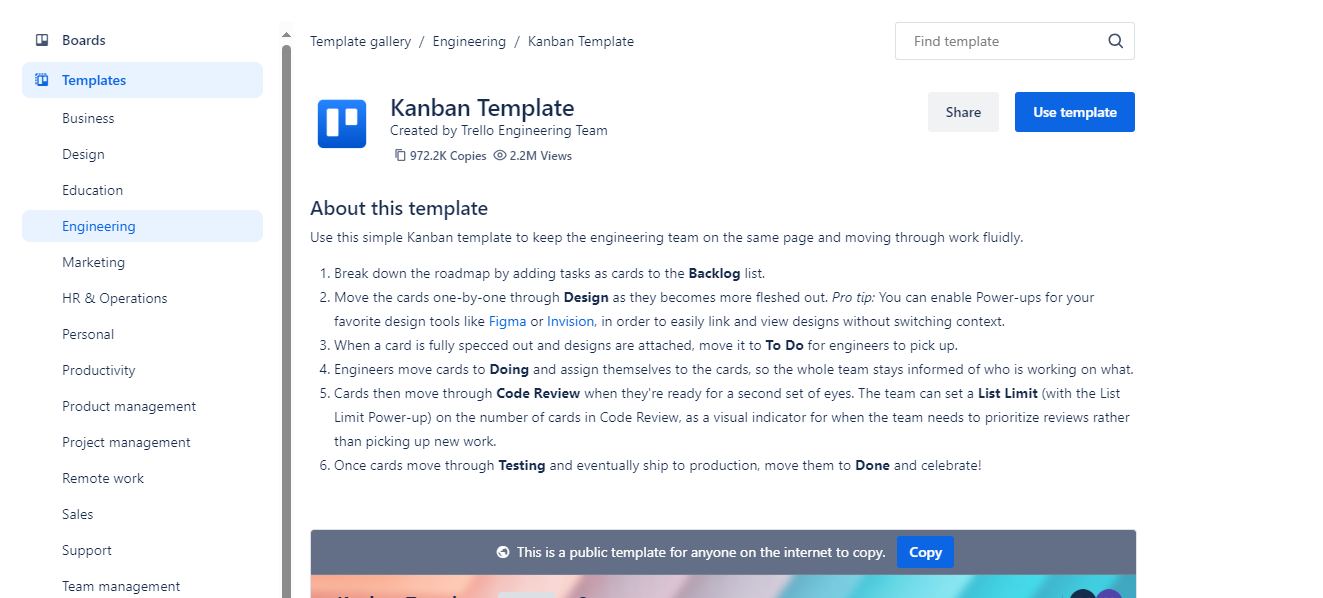 Boards
Templates
Business
Design
Education
Engineering
Marketing
HR & Operations
Personal
Productivity
Product management
Project management
Remote work
Sales
Support
Team management
Template gallery / Engineering / Kanban Template
Find template
Kanban Template
Created by Trello Engineering Team
972.2K Copies 2.2M Views
Share
Use template
About this template
Use this simple Kanban template to keep the engineering team on the same page and moving through work fluidly.
1. Break down the roadmap by adding tasks as cards to the Backlog list.
2. Move the cards one-by-one through Design as they becomes more fleshed out. Pro tip: You can enable Power-ups for your
favorite design tools like Figma or Invision, in order to easily link and view designs without switching context.
3. When a card is fully specced out and designs are attached, move it to To Do for engineers to pick up.
4. Engineers move cards to Doing and assign themselves to the cards, so the whole team stays informed of who is working on what.
5. Cards then move through Code Review when they're ready for a second set of eyes. The team can set a List Limit (with the List
Limit Power-up) on the number of cards in Code Review, as a visual indicator for when the team needs to prioritize reviews rather
than picking up new work.
6. Once cards move through Testing and eventually ship to production, move them to Done and celebrate!
This is a public template for anyone on the internet to copy.
Copy